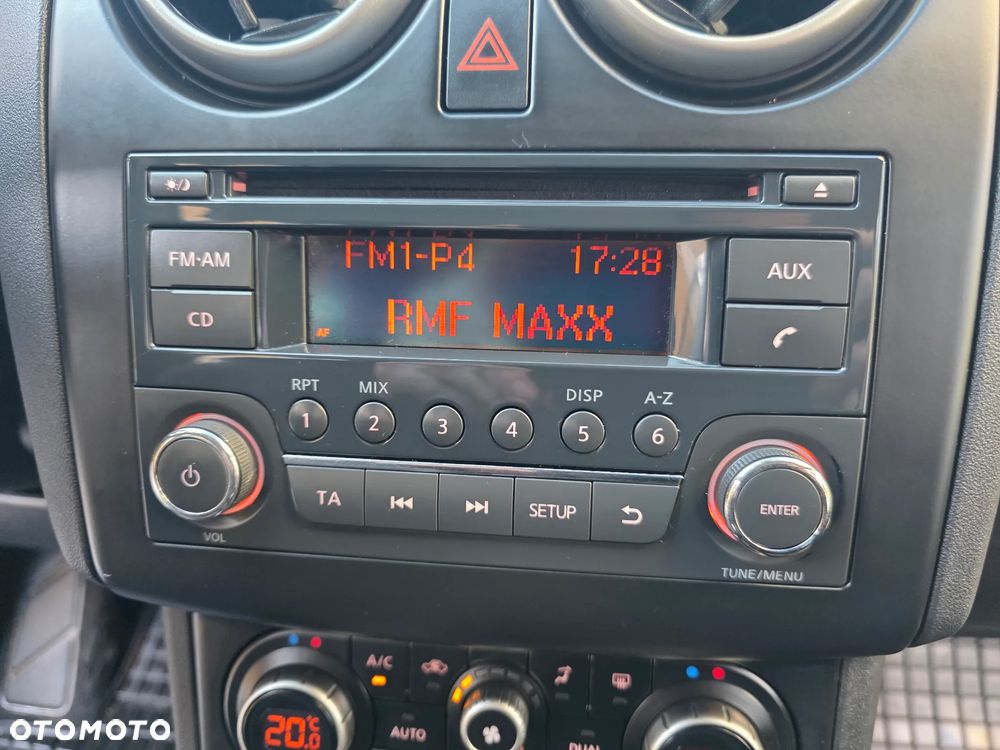 FM-AM
FM1-P4 17:28
AUX
CD
AF
RMF MAXX
RPT MIX DISP A-Z
1 2 3 4 5 6
TA SETUP
ENTER
VOL
TUNE/MENU
A/C
20.0°C
AUTO
DUAL
OTOMOTO